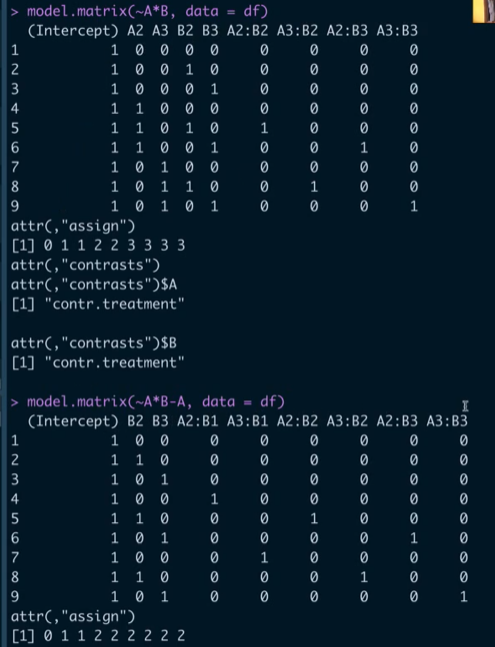 > model.matrix(~A*B, data = df)
  (Intercept) A2 A3 B2 B3 A2:B2 A3:B2 A2:B3 A3:B3
1           1  0  0  0  0     0     0     0     0
2           1  0  0  1  0     0     0     0     0
3           1  0  0  0  1     0     0     0     0
4           1  1  0  0  0     0     0     0     0
5           1  1  0  1  0     1     0     0     0
6           1  1  0  0  1     0     0     1     0
7           1  0  1  0  0     0     0     0     0
8           1  0  1  1  0     0     1     0     0
9           1  0  1  0  1     0     0     0     1
attr(,"assign")
[1] 0 1 1 2 2 3 3 3 3
attr(,"contrasts")
attr(,"contrasts")$A
[1] "contr.treatment"

attr(,"contrasts")$B
[1] "contr.treatment"

> model.matrix(~A*B-A, data = df)
  (Intercept) B2 B3 A2:B1 A3:B1 A2:B2 A3:B2 A2:B3 A3:B3
1           1  0  0     0     0     0     0     0     0
2           1  1  0     0     0     0     0     0     0
3           1  0  1     0     0     0     0     0     0
4           1  0  0     1     0     0     0     0     0
5           1  1  0     0     0     1     0     0     0
6           1  0  1     0     0     0     0     1     0
7           1  0  0     0     1     0     0     0     0
8           1  1  0     0     0     0     1     0     0
9           1  0  1     0     0     0     0     0     1
attr(,"assign")
[1] 0 1 1 2 2 2 2 2 2